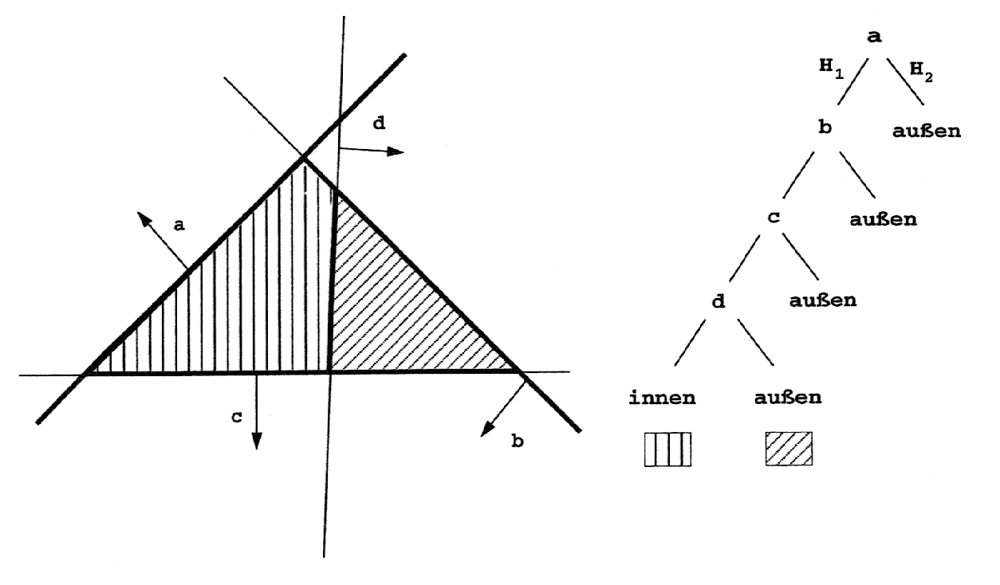 d
a
c
b
a
H1 H2
b außen
c außen
d außen
innen außen